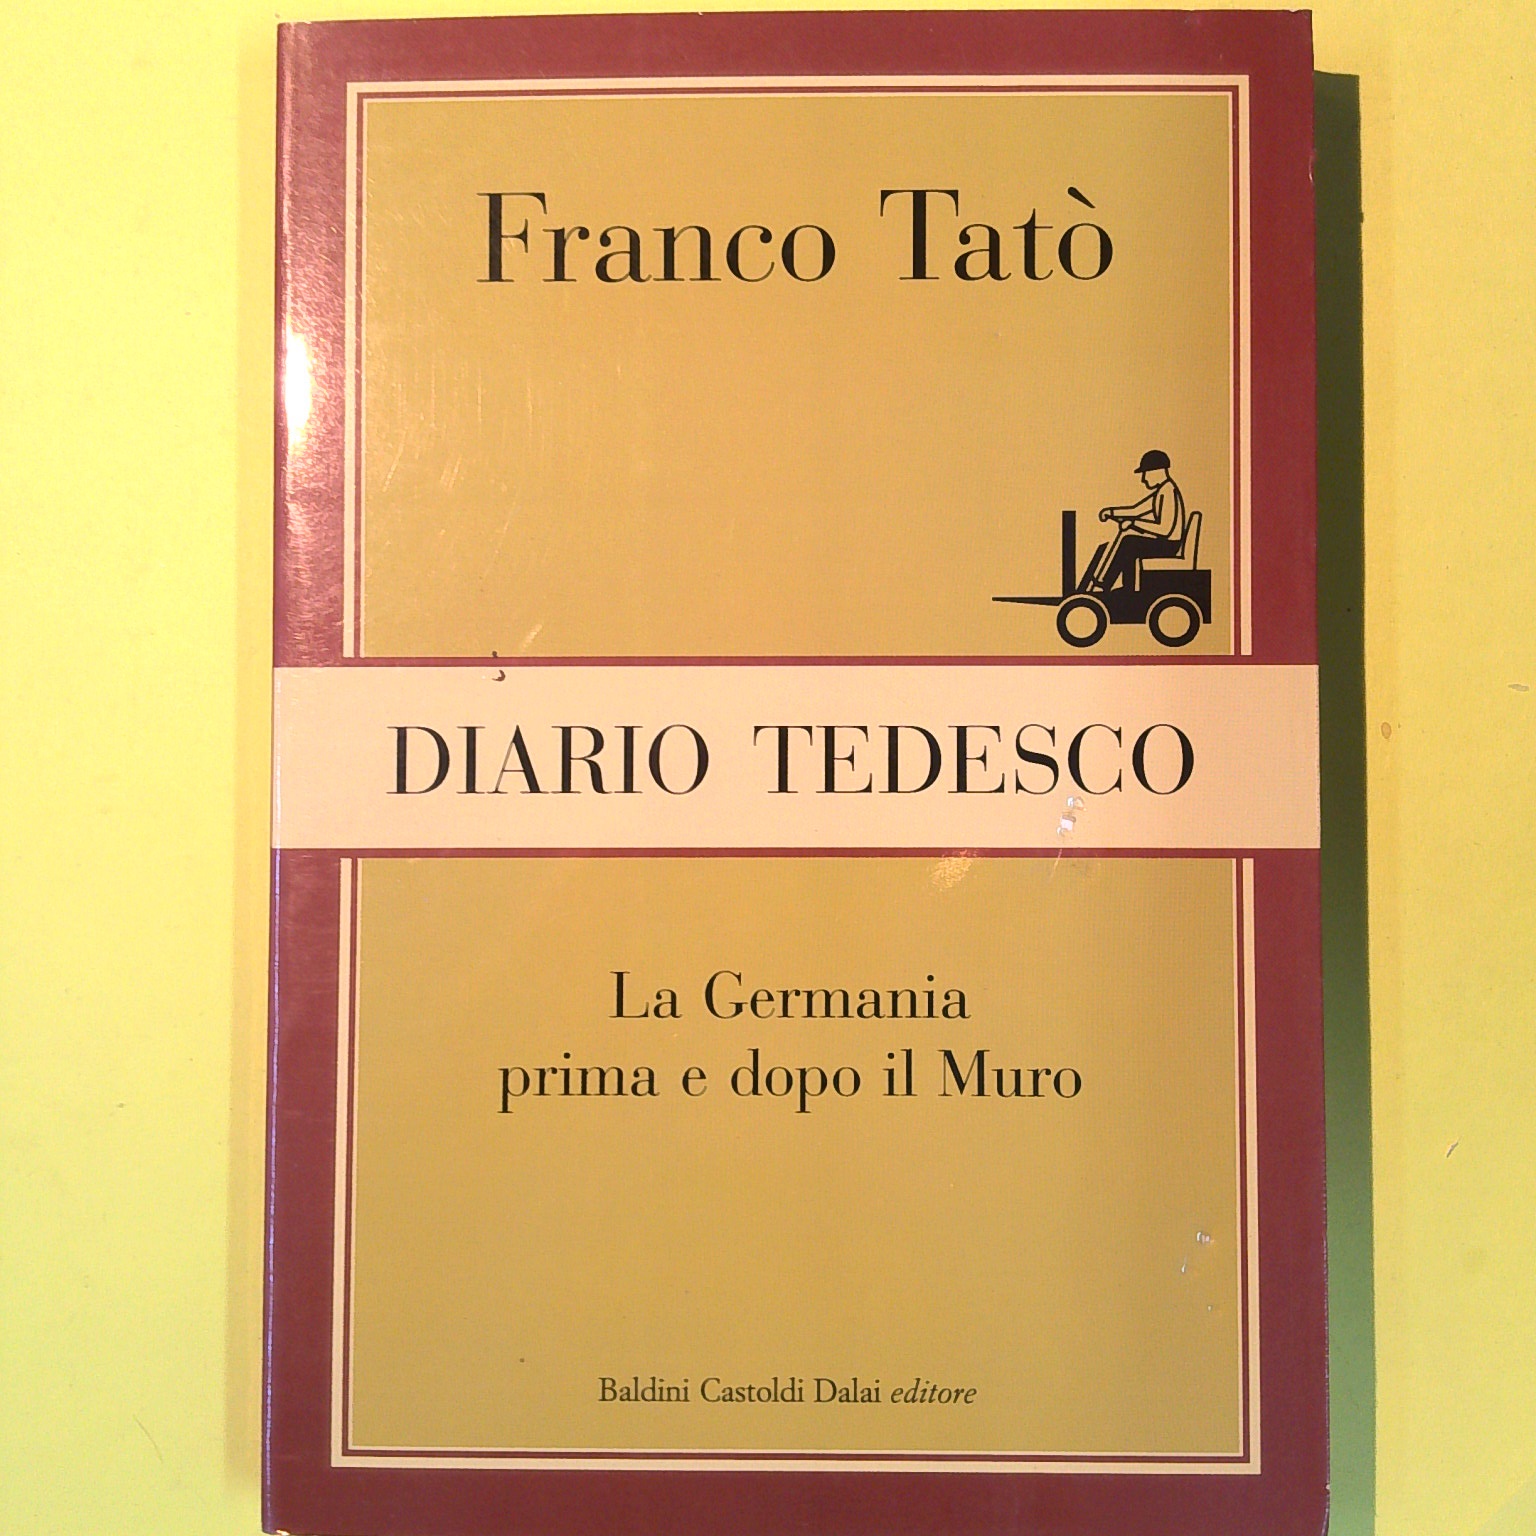 Franco Tatò
DIARIO TEDESCO
La Germania
prima e dopo il Muro
Baldini Castoldi Dalai editore